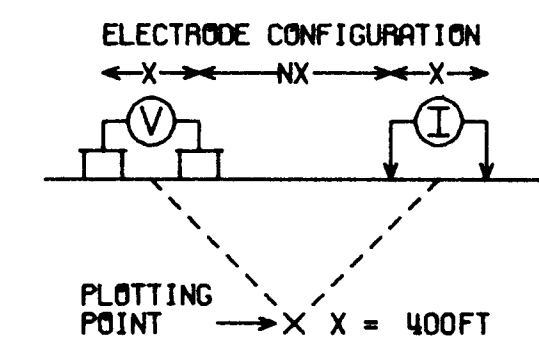 ELECTRODE CONFIGURATION
X NX X
V I
PLOTTING
POINT X X = 400FT